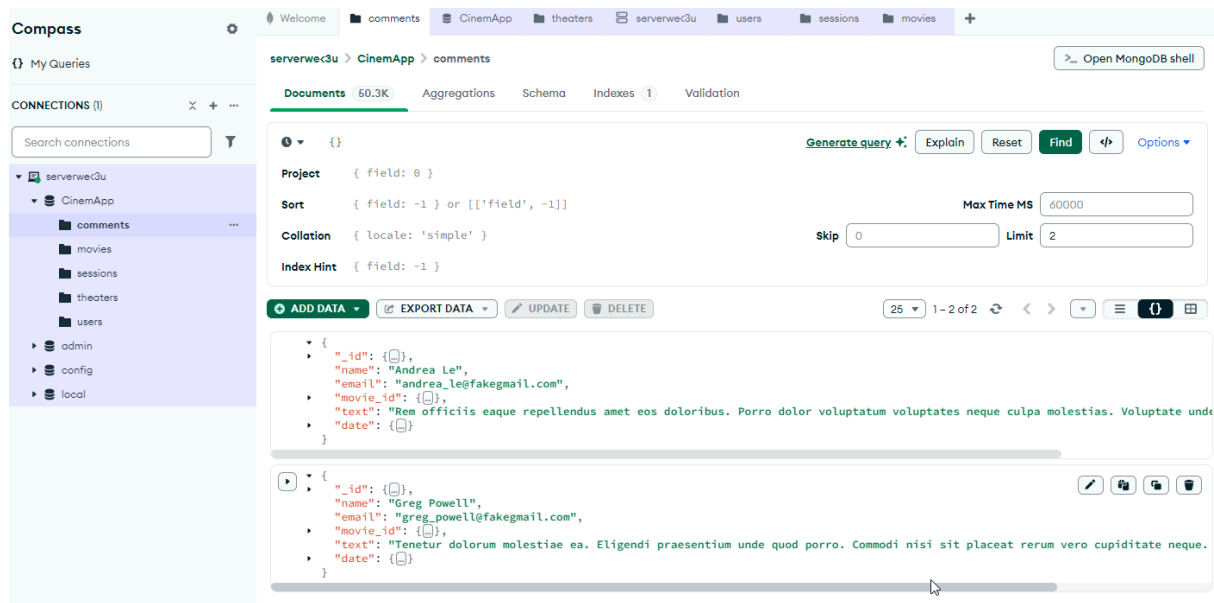 Compass
My Queries
CONNECTIONS (1)
Search connections
serverwe<3u
CinemApp
comments
movies
sessions
theaters
users
admin
config
local
Welcome comments CinemApp theaters serverwe<3u users sessions movies
serverwe<3u > CinemApp > comments
>_ Open MongoDB shell
Documents 50.3K Aggregations Schema Indexes 1 Validation
{} Generate query Explain Reset Find </> Options
Project { field: 0 }
Sort { field: -1 } or [['field', -1]] Max Time MS 60000
Collation { locale: 'simple' } Skip 0 Limit 2
Index Hint { field: -1 }
ADD DATA EXPORT DATA UPDATE DELETE 25 1 – 2 of 2 {}
{
"_id": {…},
"name": "Andrea Le",
"email": "andrea_le@fakegmail.com",
"movie_id": {…},
"text": "Rem officiis eaque repellendus amet eos doloribus. Porro dolor voluptatum voluptates neque culpa molestias. Voluptate unde
"date": {…}
}
{
"_id": {…},
"name": "Greg Powell",
"email": "greg_powell@fakegmail.com",
"movie_id": {…},
"text": "Tenetur dolorum molestiae ea. Eligendi praesentium unde quod porro. Commodi nisi sit placeat rerum vero cupiditate neque.
"date": {…}
}